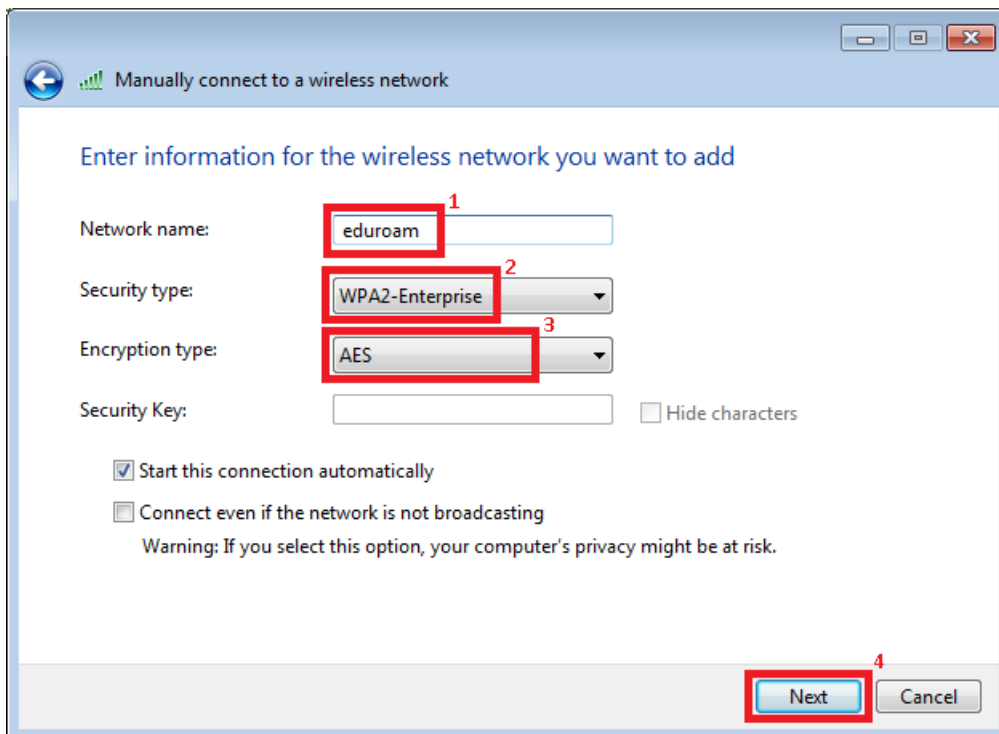 Manually connect to a wireless network
Enter information for the wireless network you want to add
1
Network name: eduroam
2
Security type: WPA2-Enterprise
3
Encryption type: AES
Security Key: Hide characters
Start this connection automatically
Connect even if the network is not broadcasting
Warning: If you select this option, your computer's privacy might be at risk.
4
Next Cancel